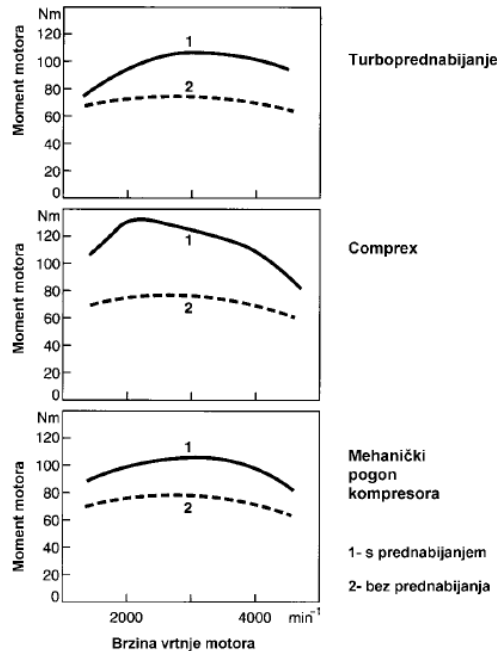 Nm
120
100
80
60
40
20
0
Moment motora
1
2
Turboprednabijanje
Nm
120
100
80
60
40
20
0
Moment motora
1
2
Comprex
Nm
120
100
80
60
40
20
0
Moment motora
1
2
Mehanički
pogon
kompresora
1- s prednabijanjem
2- bez prednabijanja
2000 4000 min⁻¹
Brzina vrtnje motora